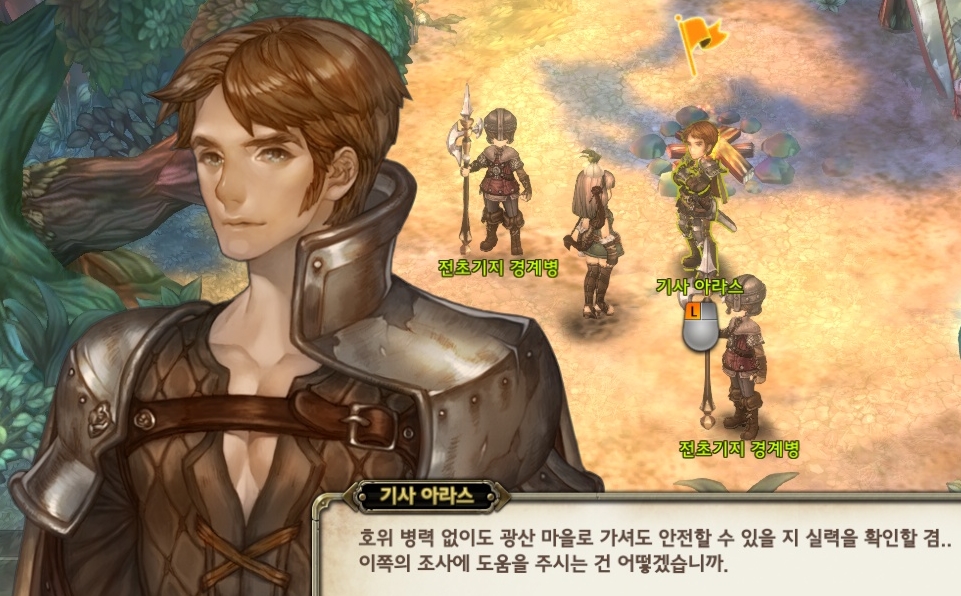 전초기지 경계병
기사 아라스
L
전초기지 경계병
기사 아라스
호위 병력 없이도 광산 마을로 가셔도 안전할 수 있을 지 실력을 확인할 겸..
이쪽의 조사에 도움을 주시는 건 어떻겠습니까.